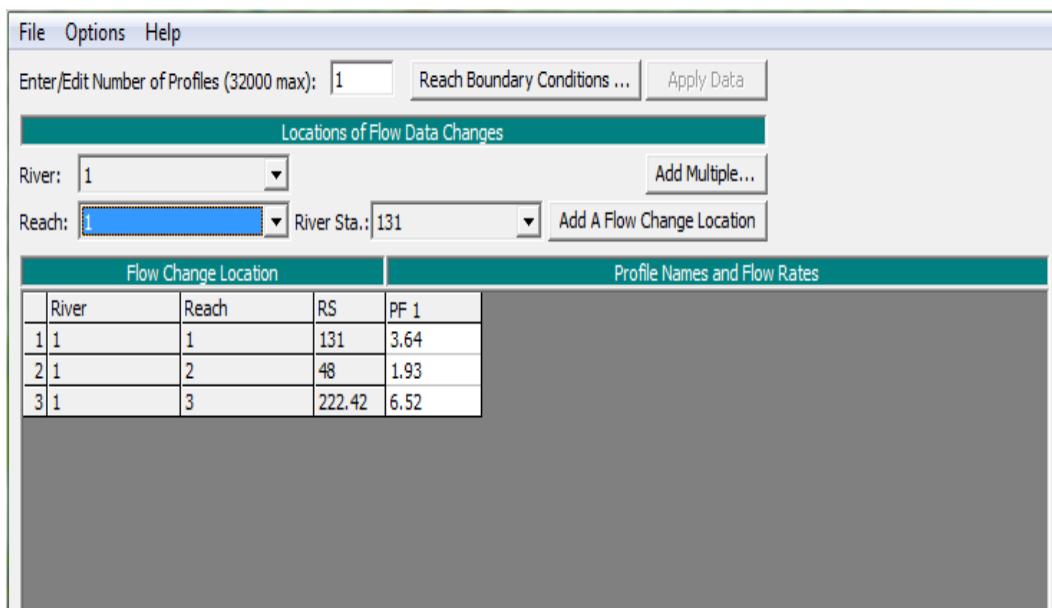 File Options Help
Enter/Edit Number of Profiles (32000 max): 1 Reach Boundary Conditions ... Apply Data
Locations of Flow Data Changes
River: 1 Add Multiple...
Reach: 1 River Sta.: 131 Add A Flow Change Location
Flow Change Location Profile Names and Flow Rates
River Reach RS PF 1
1 1 1 131 3.64
2 1 2 48 1.93
3 1 3 222.42 6.52